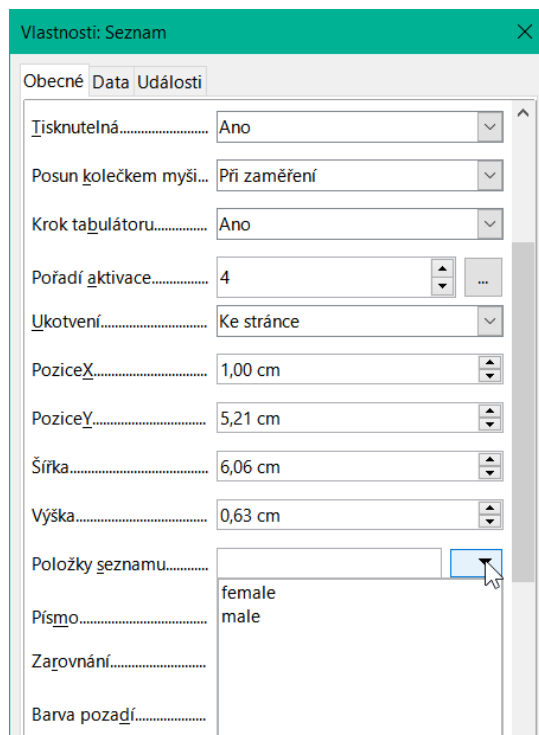 Vlastnosti: Seznam
Obecné Data Události
Tisknutelná......................... Ano
Posun kolečkem myši... Při zaměření
Krok tabulátoru............... Ano
Pořadí aktivace................ 4 ...
Ukotvení.............................. Ke stránce
PoziceX................................ 1,00 cm
PoziceY................................ 5,21 cm
Šířka...................................... 6,06 cm
Výška.................................... 0,63 cm
Položky seznamu............
female
Písmo.................................... male
Zarovnání...........................
Barva pozadí....................